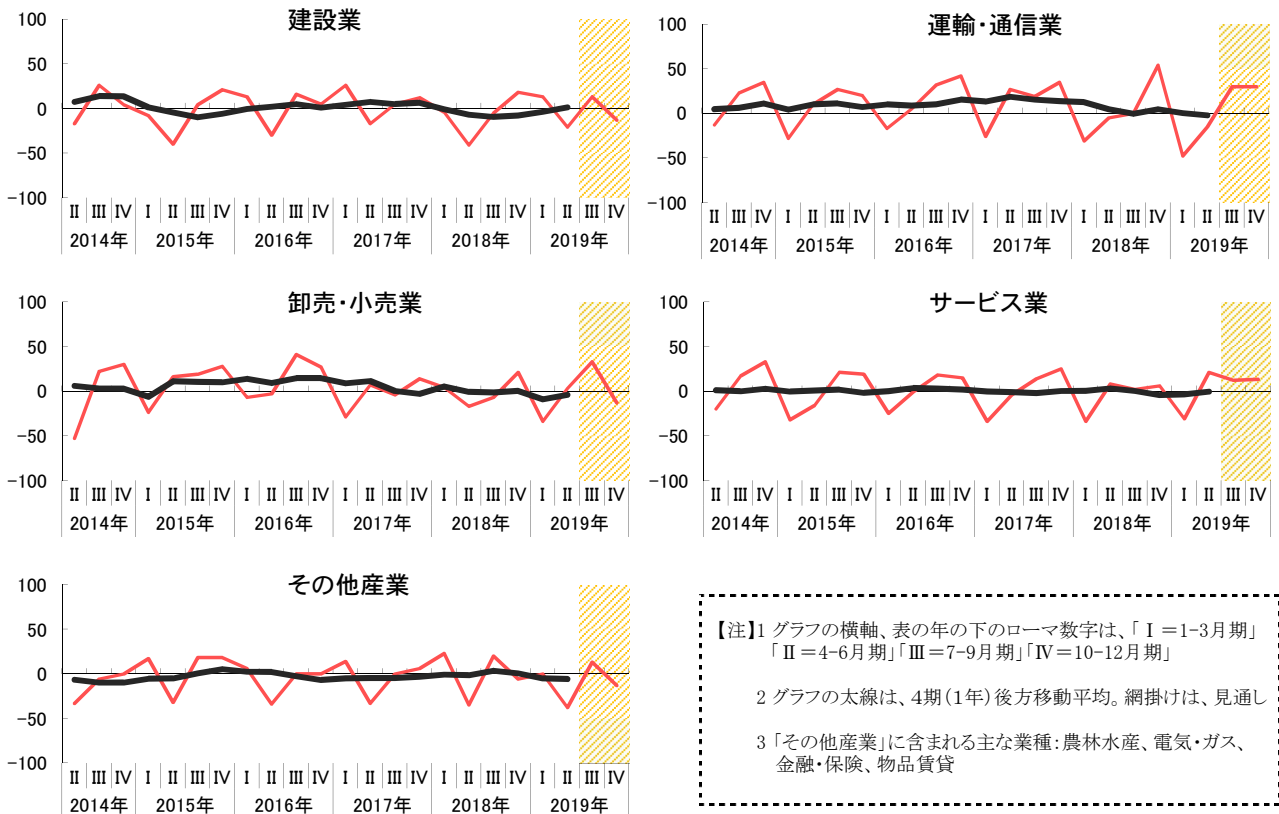 建設業
100
50
0
-50
-100
Ⅱ Ⅲ Ⅳ Ⅰ Ⅱ Ⅲ Ⅳ Ⅰ Ⅱ Ⅲ Ⅳ Ⅰ Ⅱ Ⅲ Ⅳ Ⅰ Ⅱ Ⅲ Ⅳ Ⅰ Ⅱ Ⅲ Ⅳ
2014年 2015年 2016年 2017年 2018年 2019年
運輸・通信業
100
50
0
-50
-100
Ⅱ Ⅲ Ⅳ Ⅰ Ⅱ Ⅲ Ⅳ Ⅰ Ⅱ Ⅲ Ⅳ Ⅰ Ⅱ Ⅲ Ⅳ Ⅰ Ⅱ Ⅲ Ⅳ Ⅰ Ⅱ Ⅲ Ⅳ
2014年 2015年 2016年 2017年 2018年 2019年
卸売・小売業
100
50
0
-50
-100
Ⅱ Ⅲ Ⅳ Ⅰ Ⅱ Ⅲ Ⅳ Ⅰ Ⅱ Ⅲ Ⅳ Ⅰ Ⅱ Ⅲ Ⅳ Ⅰ Ⅱ Ⅲ Ⅳ Ⅰ Ⅱ Ⅲ Ⅳ
2014年 2015年 2016年 2017年 2018年 2019年
サービス業
100
50
0
-50
-100
Ⅱ Ⅲ Ⅳ Ⅰ Ⅱ Ⅲ Ⅳ Ⅰ Ⅱ Ⅲ Ⅳ Ⅰ Ⅱ Ⅲ Ⅳ Ⅰ Ⅱ Ⅲ Ⅳ Ⅰ Ⅱ Ⅲ Ⅳ
2014年 2015年 2016年 2017年 2018年 2019年
その他産業
100
50
0
-50
-100
Ⅱ Ⅲ Ⅳ Ⅰ Ⅱ Ⅲ Ⅳ Ⅰ Ⅱ Ⅲ Ⅳ Ⅰ Ⅱ Ⅲ Ⅳ Ⅰ Ⅱ Ⅲ Ⅳ Ⅰ Ⅱ Ⅲ Ⅳ
2014年 2015年 2016年 2017年 2018年 2019年
【注】1 グラフの横軸、表の年の下のローマ数字は、「Ⅰ＝1-3月期」
「Ⅱ＝4-6月期」「Ⅲ＝7-9月期」「Ⅳ＝10-12月期」
2 グラフの太線は、4期(1年)後方移動平均。網掛けは、見通し
3 「その他産業」に含まれる主な業種：農林水産、電気・ガス、
金融・保険、物品賃貸